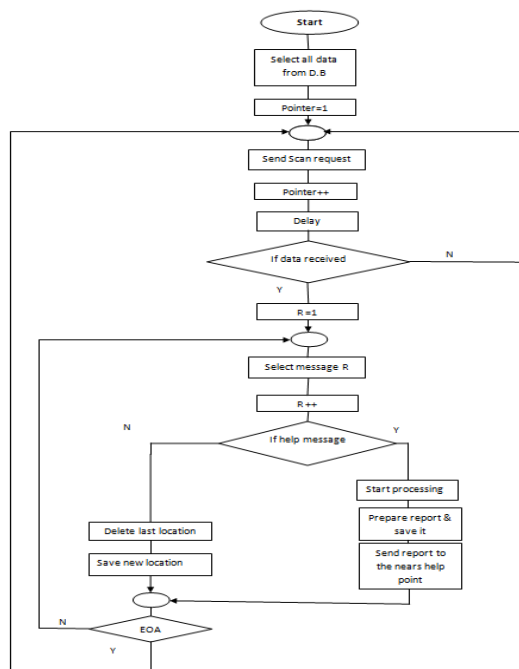 Start
Select all data
from D.B
Pointer=1
Send Scan request
Pointer++
Delay
If data received
N
Y
R=1
Select message R
R++
If help message
N
Y
Start processing
Prepare report &
save it
Send report to
the nears help
point
Delete last location
Save new location
EOA
N
Y